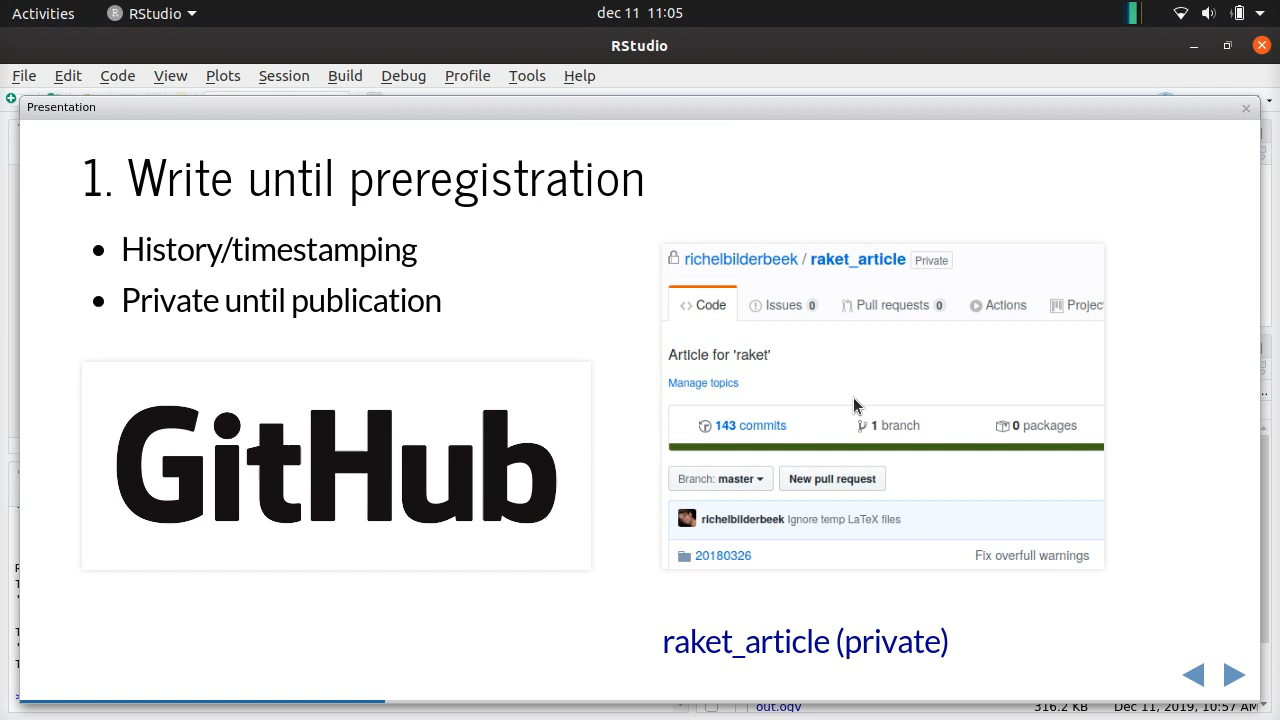 Activities
RStudio
dec 11 11:05
RStudio
File Edit Code View Plots Session Build Debug Profile Tools Help
Presentation
1. Write until preregistration
• History/timestamping
• Private until publication
GitHub
richelbilderbeek / raket_article Private
Code Issues 0 Pull requests 0 Actions Projec
Article for 'raket'
Manage topics
143 commits 1 branch 0 packages
Branch: master New pull request
richelbilderbeek Ignore temp LaTeX files
20180326 Fix overfull warnings
raket_article (private)
out.ogv 316.2 KB Dec 11, 2019, 10:57 AM